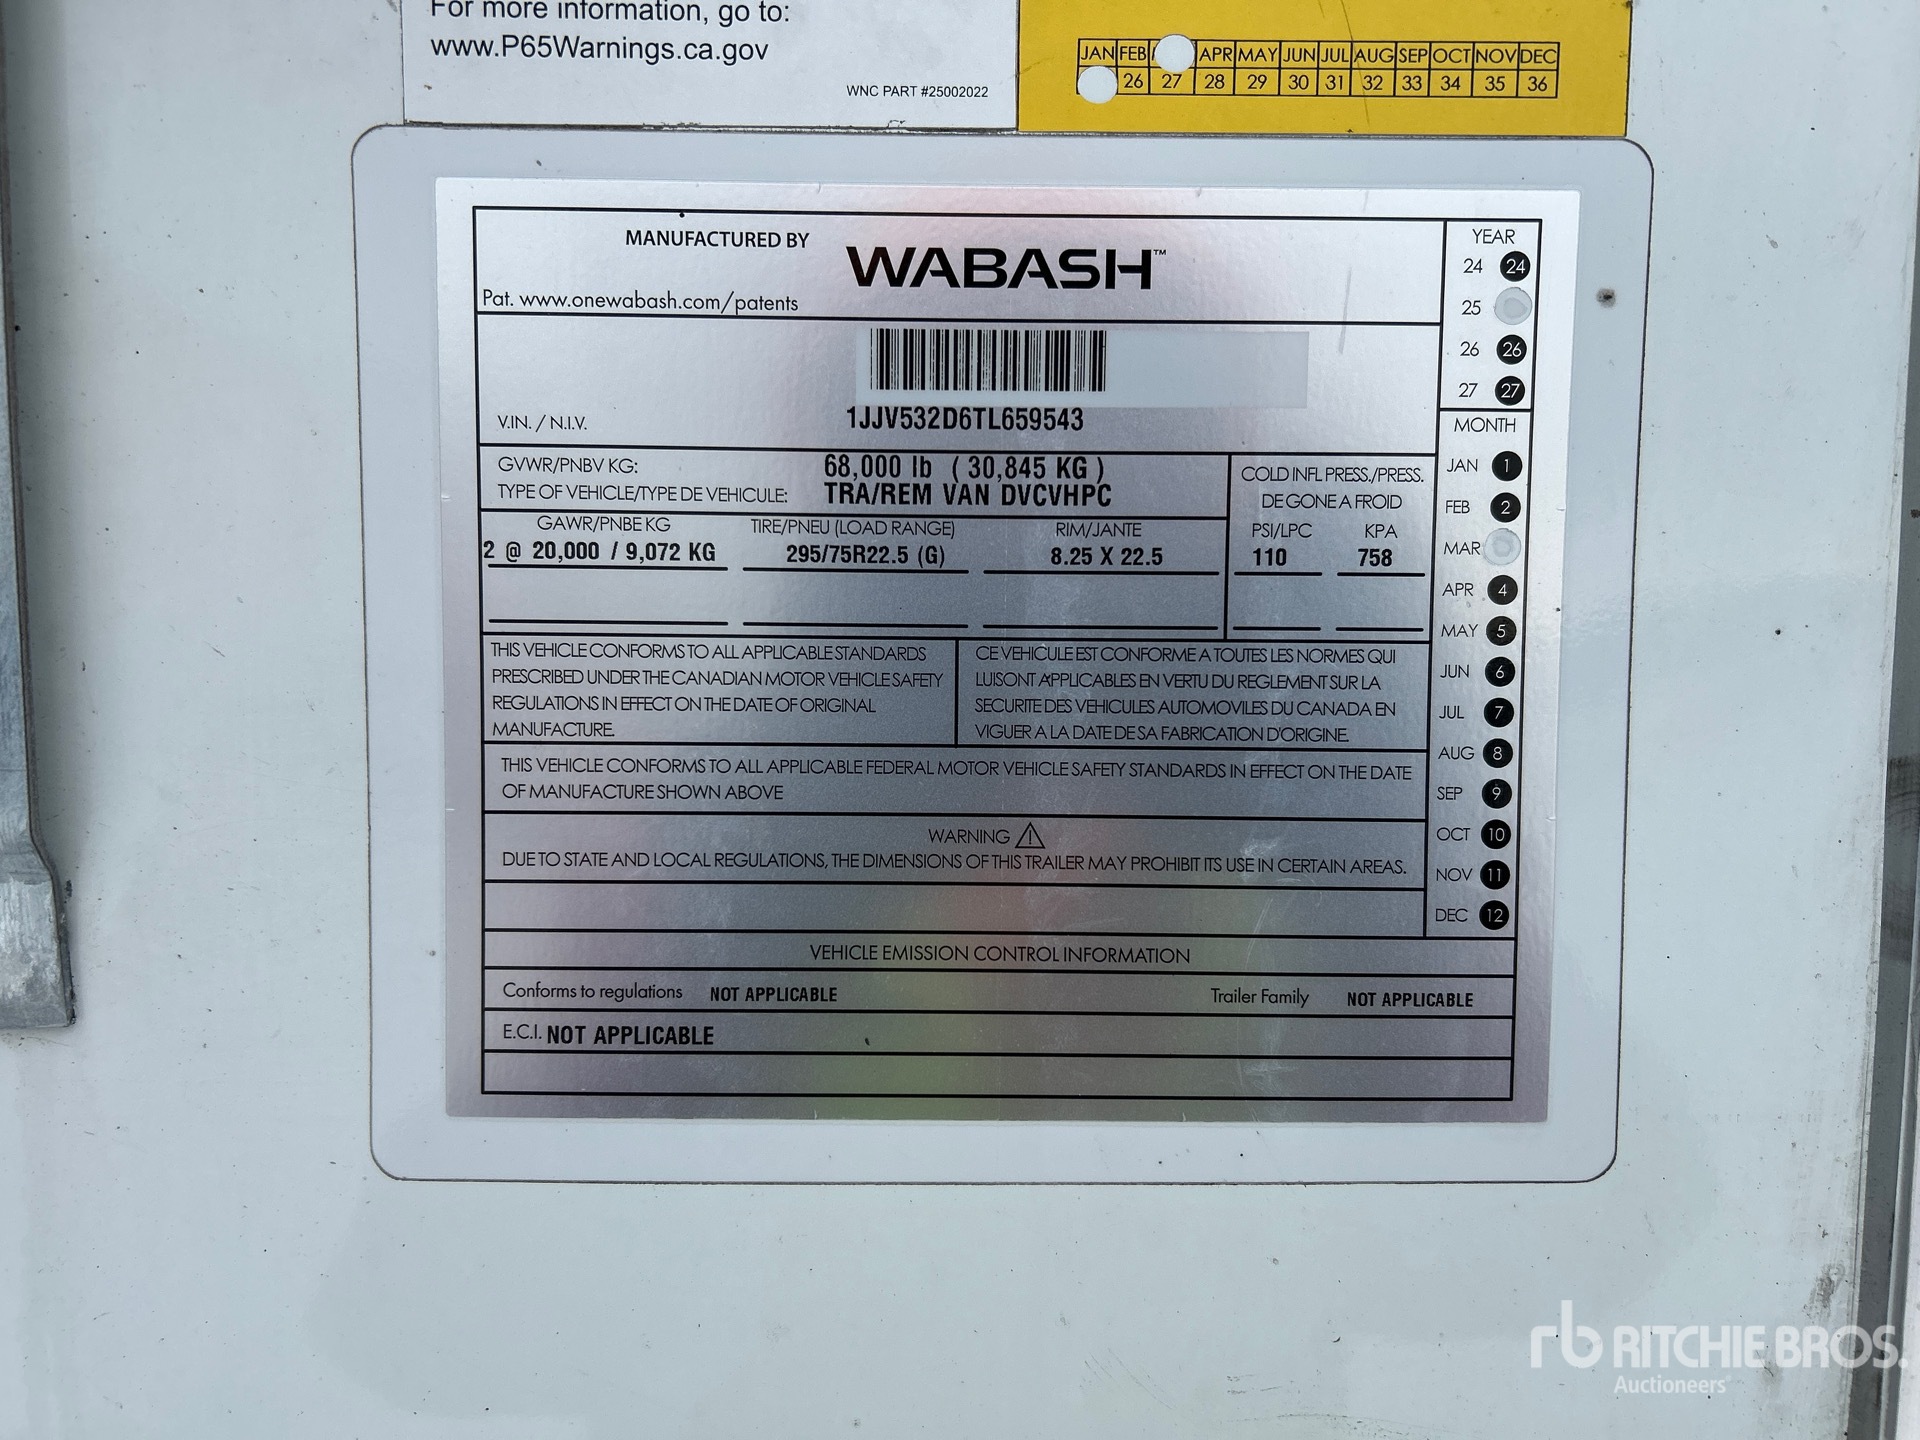 For more information, go to:
www.P65Warnings.ca.gov
WNC PART #25002022
JAN FEB APR MAY JUN JUL AUG SEP OCT NOV DEC
26 27 28 29 30 31 32 33 34 35 36
MANUFACTURED BY WABASH™
Pat. www.onewabash.com/patents
V.IN. / N.I.V. 1JJV532D6TL659543
GVWR/PNBV KG: 68,000 lb ( 30,845 KG )
TYPE OF VEHICLE/TYPE DE VEHICULE: TRA/REM VAN DVCVHPC
COLD INFL PRESS./PRESS.
DE GONE A FROID
GAWR/PNBE KG TIRE/PNEU (LOAD RANGE) RIM/JANTE PSI/LPC KPA
2 @ 20,000 / 9,072 KG 295/75R22.5 (G) 8.25 X 22.5 110 758
THIS VEHICLE CONFORMS TO ALL APPLICABLE STANDARDS
PRESCRIBED UNDER THE CANADIAN MOTOR VEHICLE SAFETY
REGULATIONS IN EFFECT ON THE DATE OF ORIGINAL
MANUFACTURE.
CE VEHICULE EST CONFORME A TOUTES LES NORMES QUI
LUISONT APPLICABLES EN VERTU DU REGLEMENT SUR LA
SECURITE DES VEHICULES AUTOMOVILES DU CANADA EN
VIGUER A LA DATE DE SA FABRICATION D'ORIGINE.
THIS VEHICLE CONFORMS TO ALL APPLICABLE FEDERAL MOTOR VEHICLE SAFETY STANDARDS IN EFFECT ON THE DATE
OF MANUFACTURE SHOWN ABOVE
WARNING
DUE TO STATE AND LOCAL REGULATIONS, THE DIMENSIONS OF THIS TRAILER MAY PROHIBIT ITS USE IN CERTAIN AREAS.
VEHICLE EMISSION CONTROL INFORMATION
Conforms to regulations NOT APPLICABLE Trailer Family NOT APPLICABLE
E.C.I. NOT APPLICABLE
YEAR
24 24
25
26 26
27 27
MONTH
JAN 1
FEB 2
MAR
APR 4
MAY 5
JUN 6
JUL 7
AUG 8
SEP 9
OCT 10
NOV 11
DEC 12
rb RITCHIE BROS.
Auctioneers